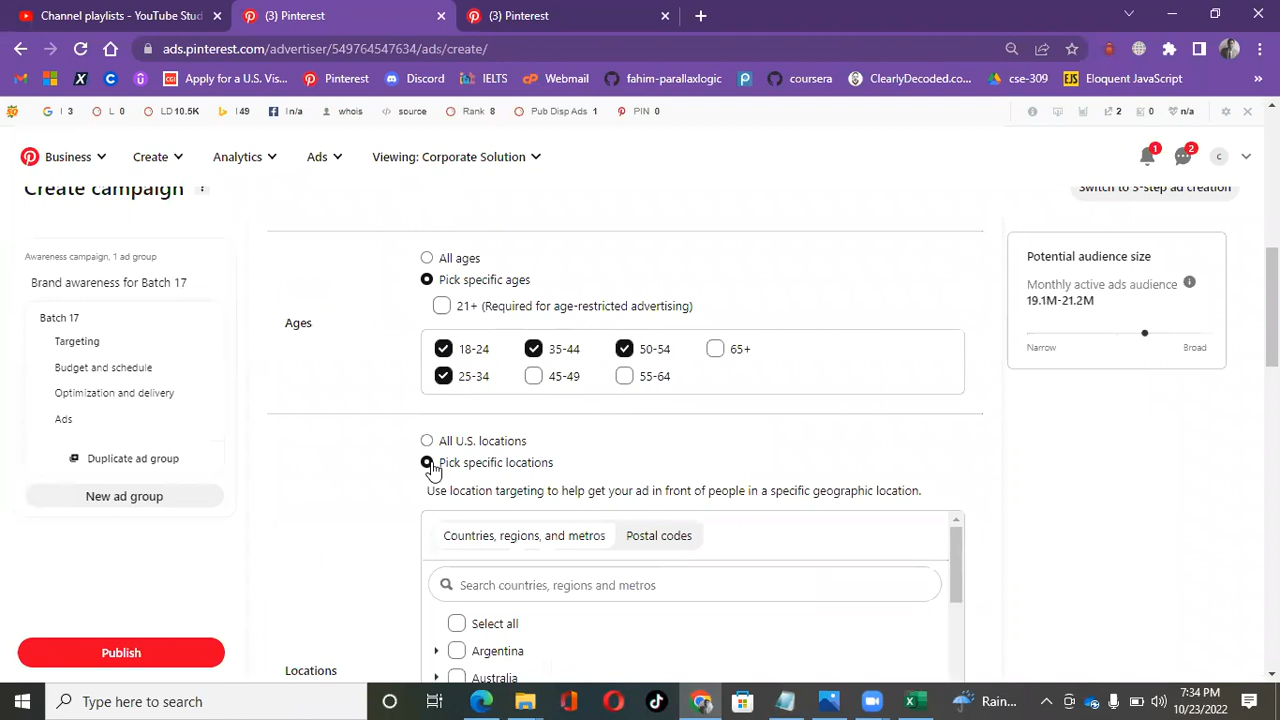 Channel playlists - YouTube Stud
(3) Pinterest
(3) Pinterest
ads.pinterest.com/advertiser/549764547634/ads/create/
Apply for a U.S. Vis...
Pinterest
Discord
IELTS
Webmail
fahim-parallaxlogic
coursera
ClearlyDecoded.co...
cse-309
EJS
Eloquent JavaScript
»
I 3
L 0
LD 10.5K
I 49
I n/a
whois
source
Rank 8
Pub Disp Ads 1
PIN 0
2
0
n/a
Business
Create
Analytics
Ads
Viewing: Corporate Solution
1
2
C
Create campaign
Switch to 3-step ad creation
Awareness campaign, 1 ad group
Brand awareness for Batch 17
Batch 17
Targeting
Budget and schedule
Optimization and delivery
Ads
Duplicate ad group
New ad group
Publish
Ages
All ages
Pick specific ages
21+ (Required for age-restricted advertising)
18-24
35-44
50-54
65+
25-34
45-49
55-64
Locations
All U.S. locations
Pick specific locations
Use location targeting to help get your ad in front of people in a specific geographic location.
Countries, regions, and metros
Postal codes
Search countries, regions and metros
Select all
Argentina
Australia
Potential audience size
Monthly active ads audience
19.1M-21.2M
Narrow
Broad
Type here to search
Rain...
7:34 PM
10/23/2022